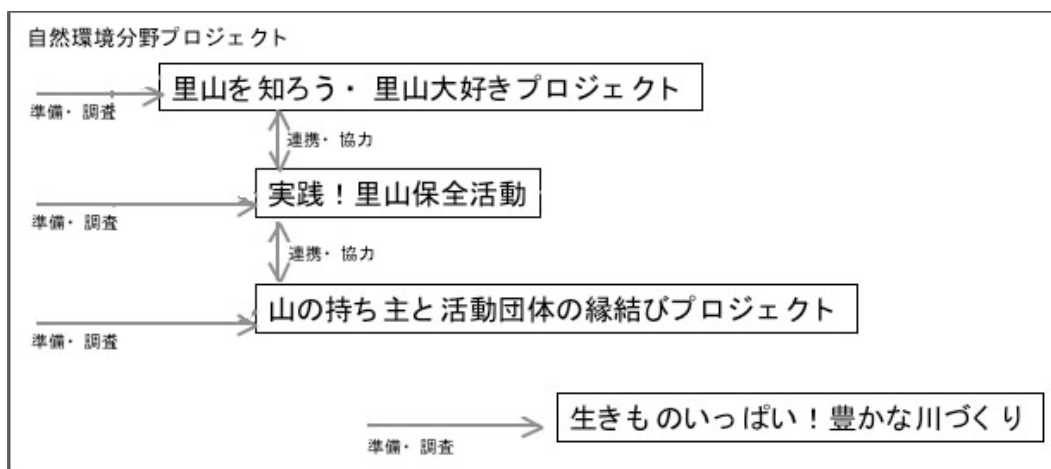 自然環境分野プロジェクト
里山を知ろう・里山大好きプロジェクト
準備・調査
連携・協力
実践！里山保全活動
準備・調査
連携・協力
山の持ち主と活動団体の縁結びプロジェクト
準備・調査
生きものいっぱい！豊かな川づくり
準備・調査